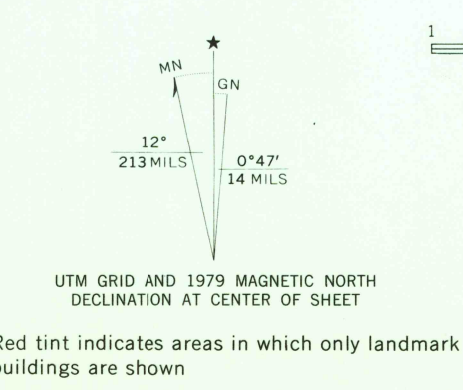 1
MN
GN
12°
213 MILS
0°47'
14 MILS
UTM GRID AND 1979 MAGNETIC NORTH
DECLINATION AT CENTER OF SHEET
Red tint indicates areas in which only landmark
buildings are shown